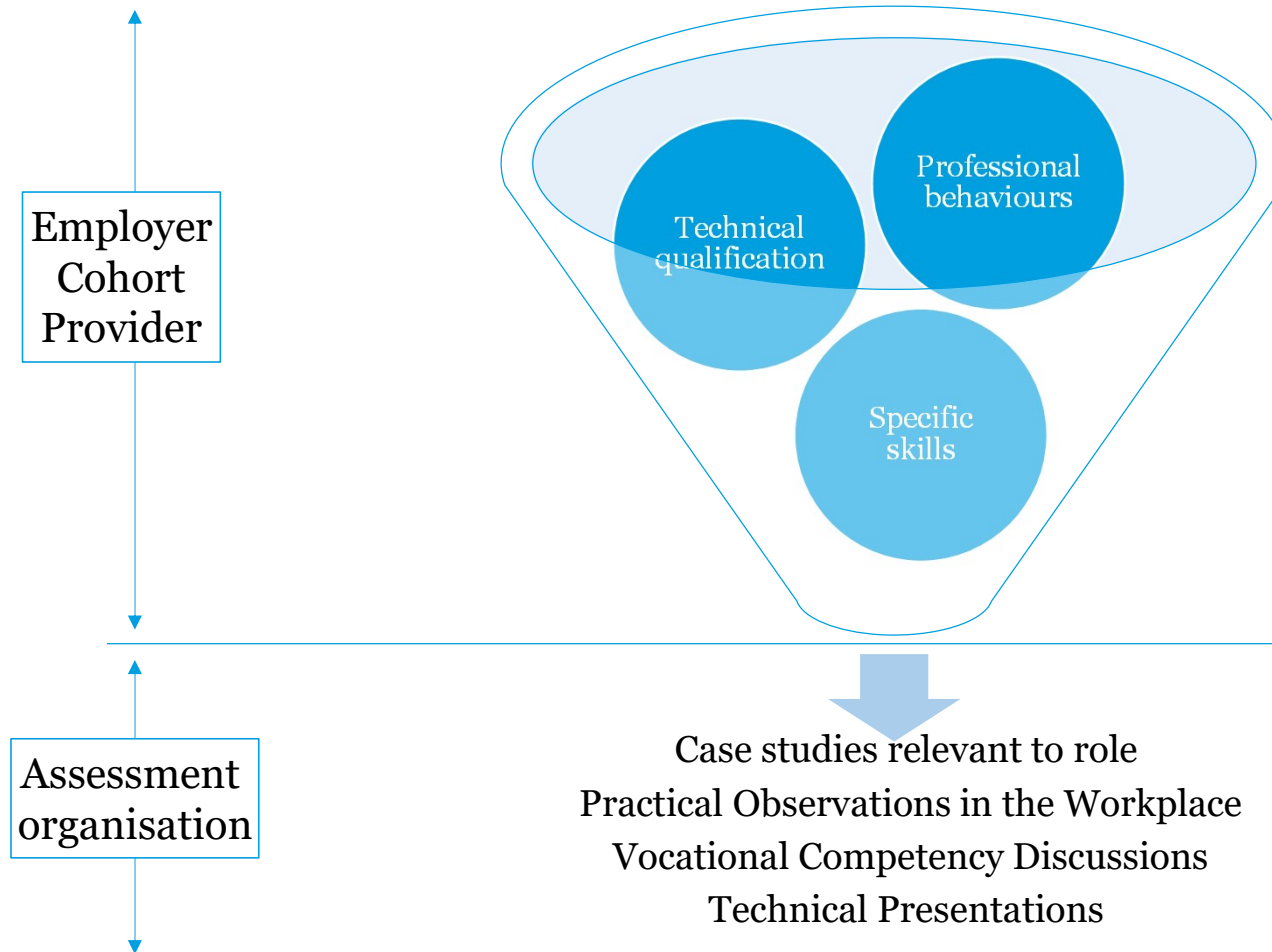 Employer
Cohort
Provider
Professional
behaviours
Technical
qualification
Specific
skills
Assessment
organisation
Case studies relevant to role
Practical Observations in the Workplace
Vocational Competency Discussions
Technical Presentations